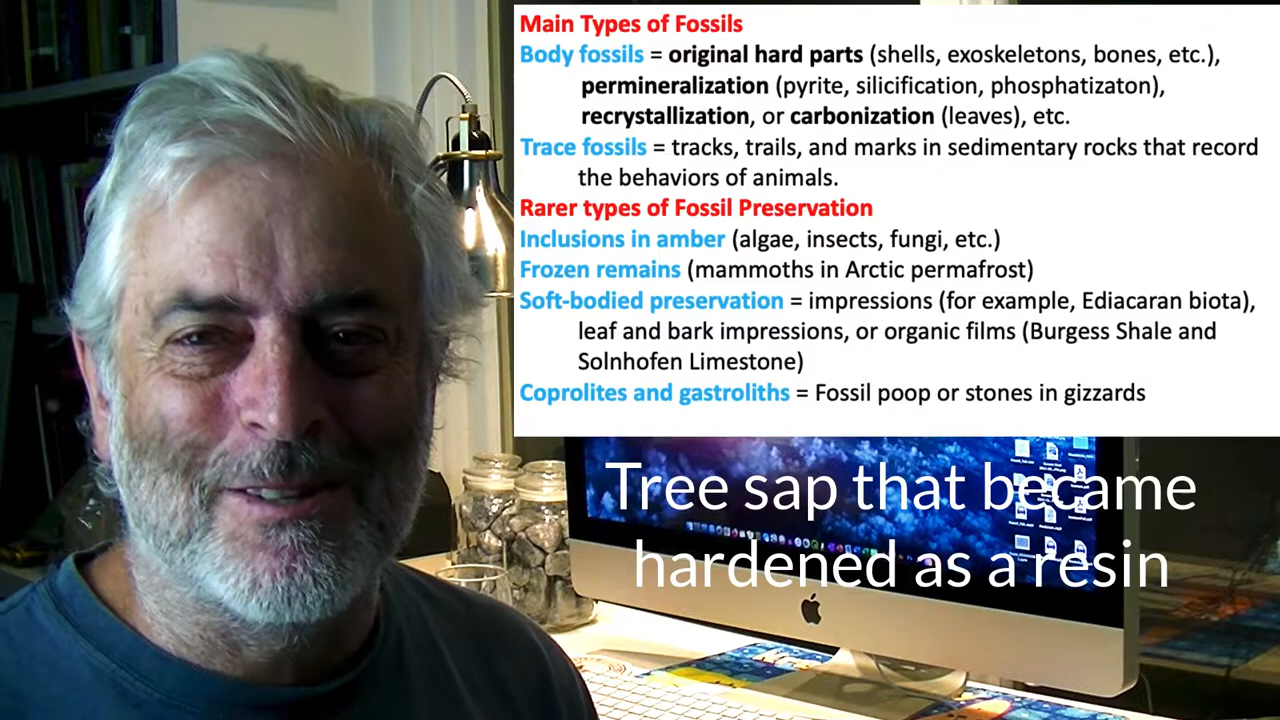 Main Types of Fossils
Body fossils = original hard parts (shells, exoskeletons, bones, etc.),
permineralization (pyrite, silicification, phosphatizaton),
recrystallization, or carbonization (leaves), etc.
Trace fossils = tracks, trails, and marks in sedimentary rocks that record
the behaviors of animals.
Rarer types of Fossil Preservation
Inclusions in amber (algae, insects, fungi, etc.)
Frozen remains (mammoths in Arctic permafrost)
Soft-bodied preservation = impressions (for example, Ediacaran biota),
leaf and bark impressions, or organic films (Burgess Shale and
Solnhofen Limestone)
Coprolites and gastroliths = Fossil poop or stones in gizzards
Tree sap that became
hardened as a resin